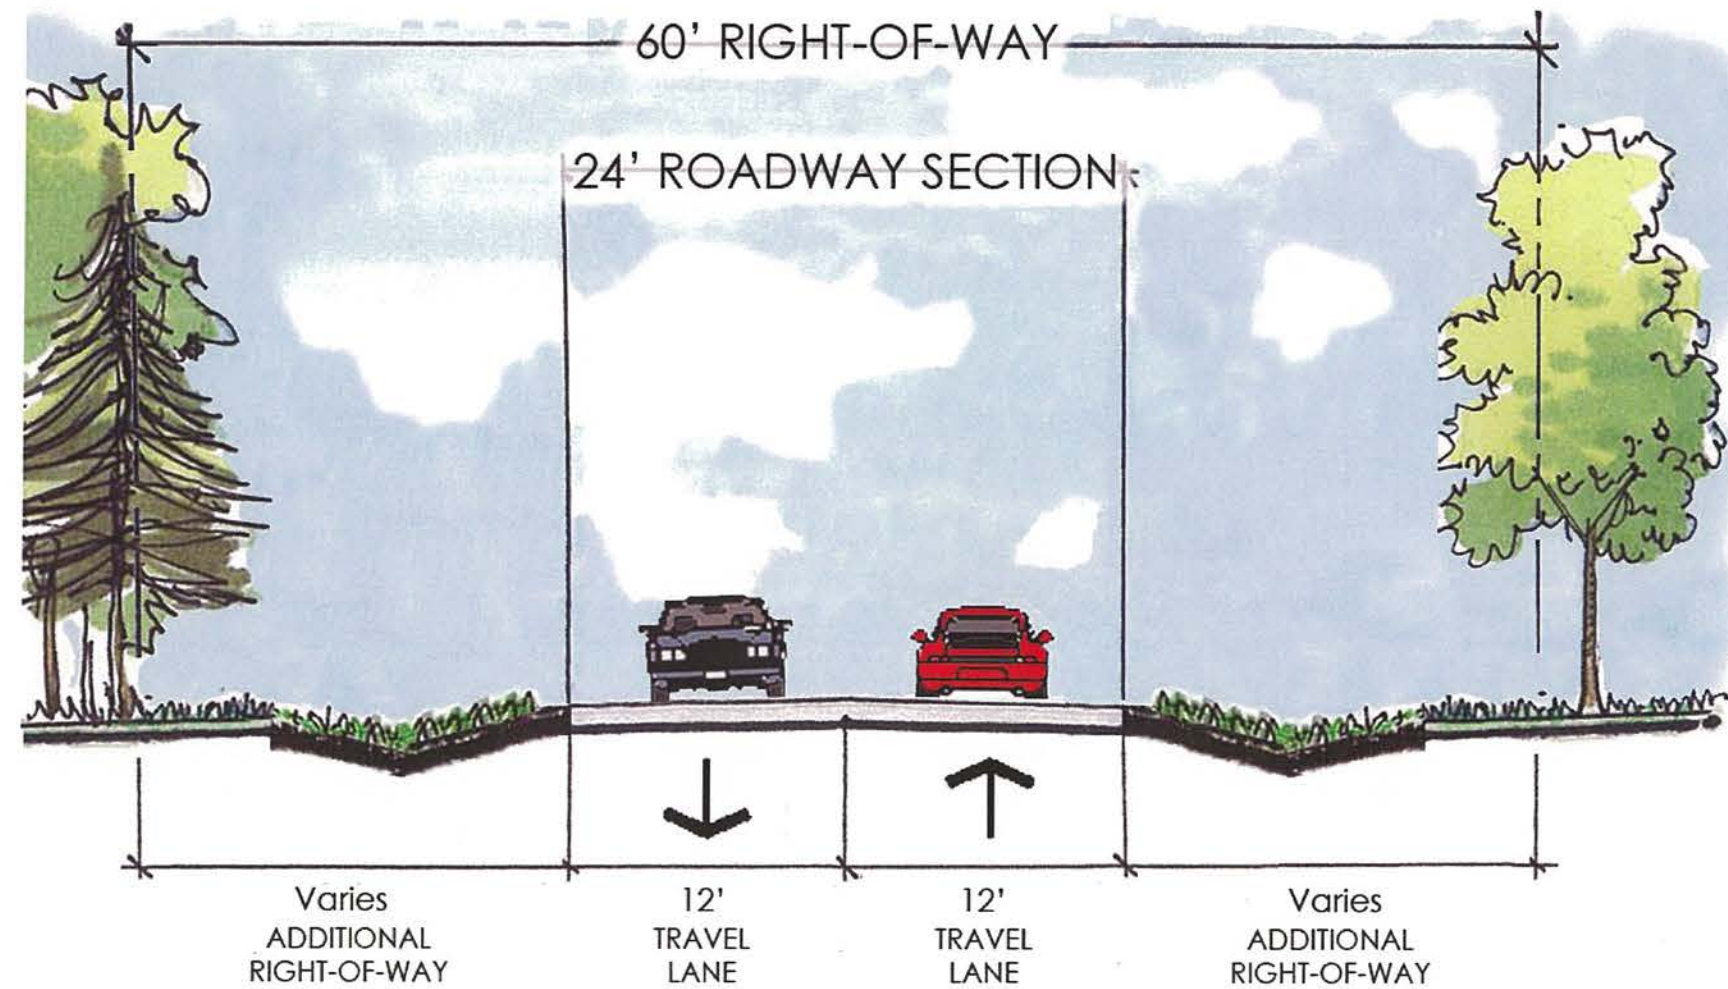 60' RIGHT-OF-WAY
24' ROADWAY SECTION
Varies
ADDITIONAL
RIGHT-OF-WAY
12'
TRAVEL
LANE
12'
TRAVEL
LANE
Varies
ADDITIONAL
RIGHT-OF-WAY